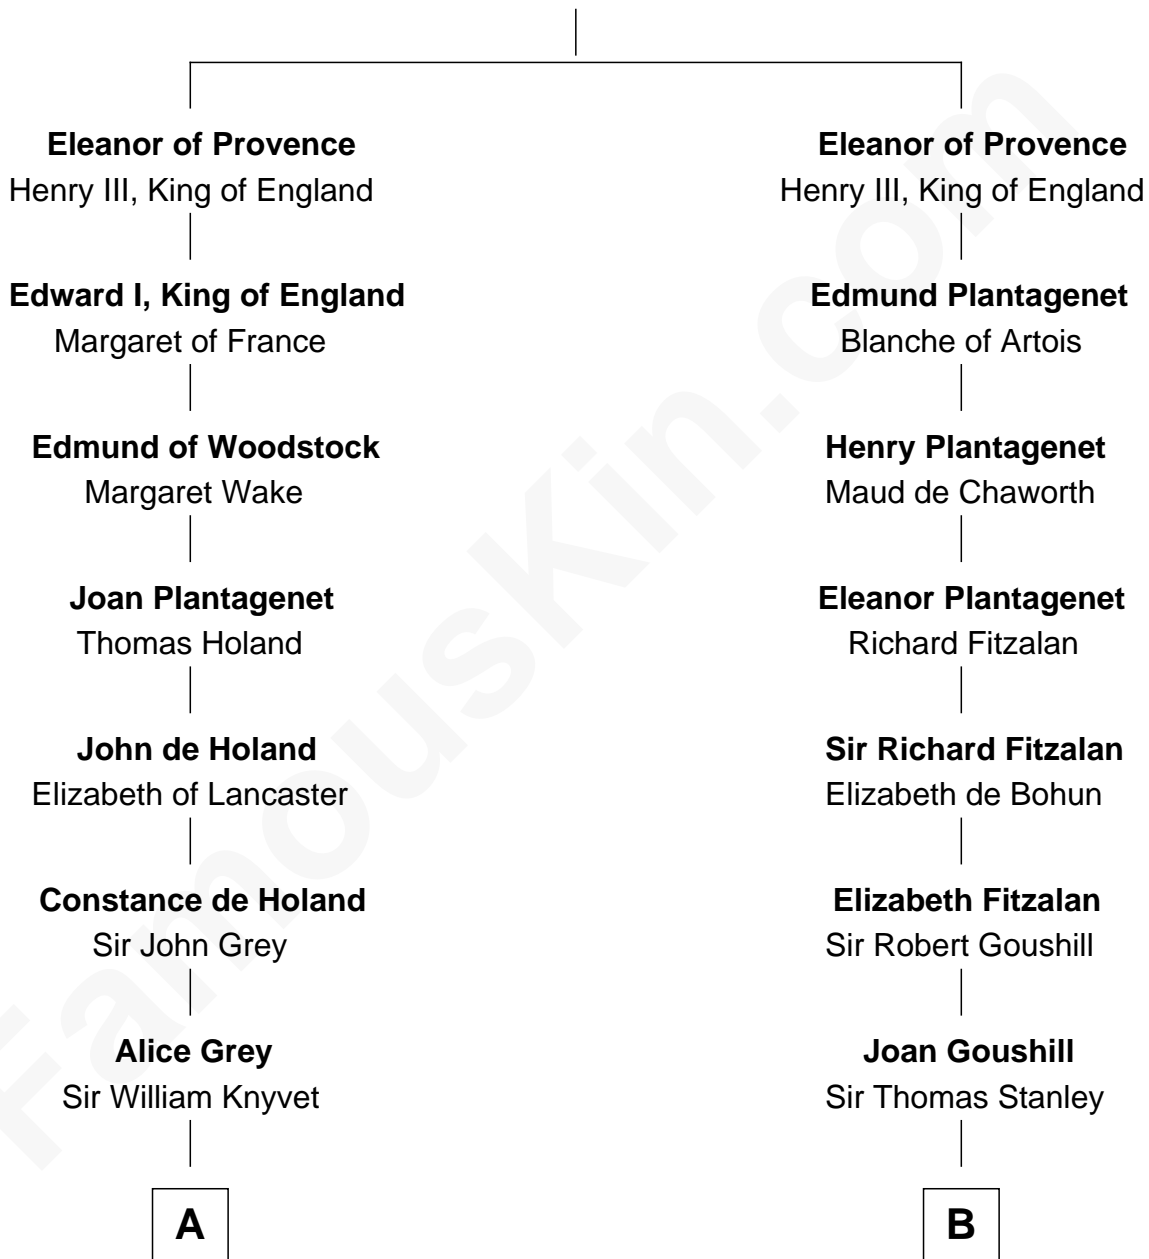 Eleanor of Provence
Henry III, King of England
Edward I, King of England
Margaret of France
Edmund of Woodstock
Margaret Wake
Joan Plantagenet
Thomas Holand
John de Holand
Elizabeth of Lancaster
Constance de Holand
Sir John Grey
Alice Grey
Sir William Knyvet
A
Eleanor of Provence
Henry III, King of England
Edmund Plantagenet
Blanche of Artois
Henry Plantagenet
Maud de Chaworth
Eleanor Plantagenet
Richard Fitzalan
Sir Richard Fitzalan
Elizabeth de Bohun
Elizabeth Fitzalan
Sir Robert Goushill
Joan Goushill
Sir Thomas Stanley
B
FamousKin.com